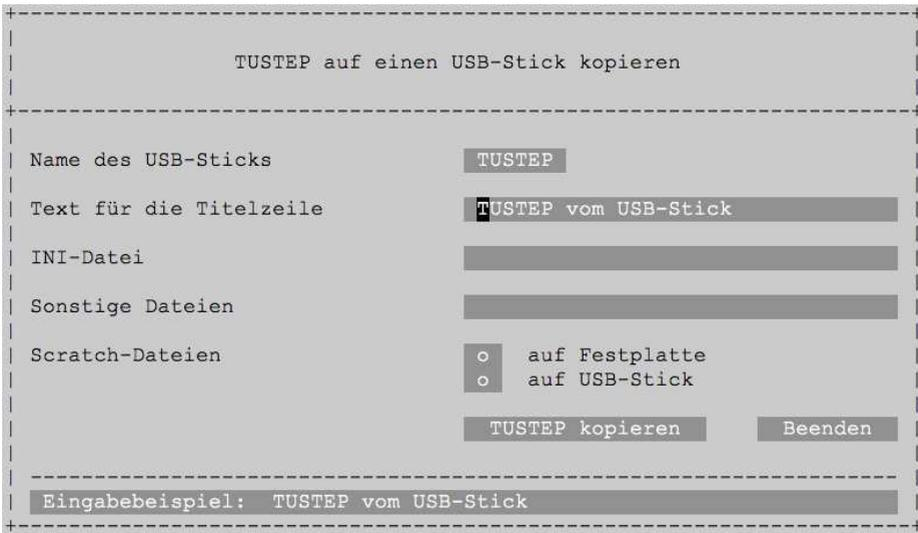 TUSTEP auf einen USB-Stick kopieren
Name des USB-Sticks TUSTEP
Text für die Titelzeile TUSTEP vom USB-Stick
INI-Datei
Sonstige Dateien
Scratch-Dateien o auf Festplatte
o auf USB-Stick
TUSTEP kopieren Beenden
Eingabebeispiel: TUSTEP vom USB-Stick